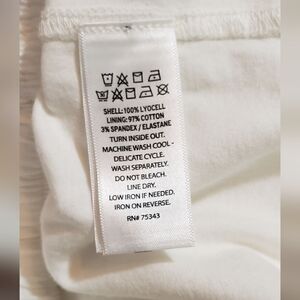 SHELL: 100% LYOCELL
LINING: 97% COTTON
3% SPANDEX / ELASTANE
TURN INSIDE OUT.
MACHINE WASH COOL -
DELICATE CYCLE.
WASH SEPARATELY.
DO NOT BLEACH.
LINE DRY.
LOW IRON IF NEEDED.
IRON ON REVERSE.
RN# 75343